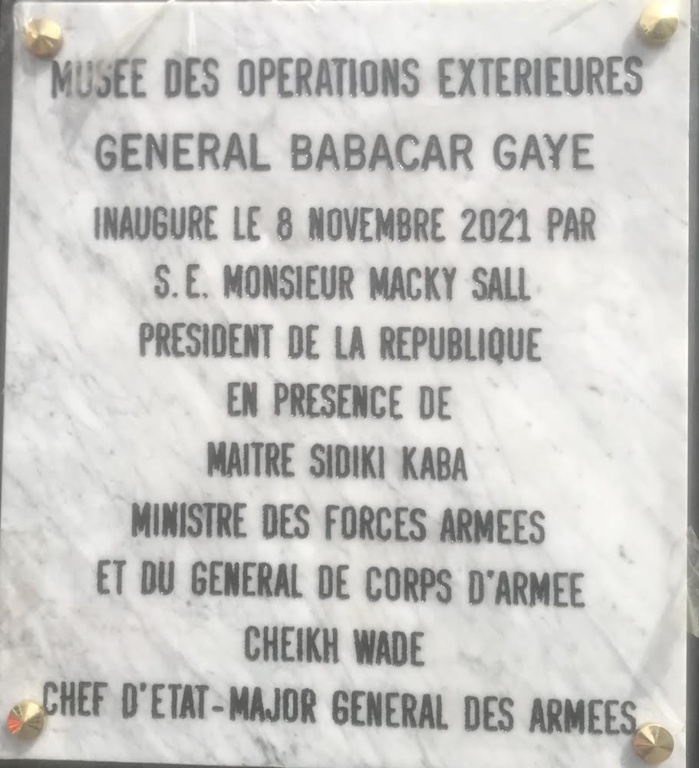 MUSEE DES OPERATIONS EXTERIEURES
GENERAL BABACAR GAYE
INAUGURE LE 8 NOVEMBRE 2021 PAR
S.E. MONSIEUR MACKY SALL
PRESIDENT DE LA REPUBLIQUE
EN PRESENCE DE
MAITRE SIDIKI KABA
MINISTRE DES FORCES ARMEES
ET DU GENERAL DE CORPS D'ARMEE
CHEIKH WADE
CHEF D'ETAT-MAJOR GENERAL DES ARMEES